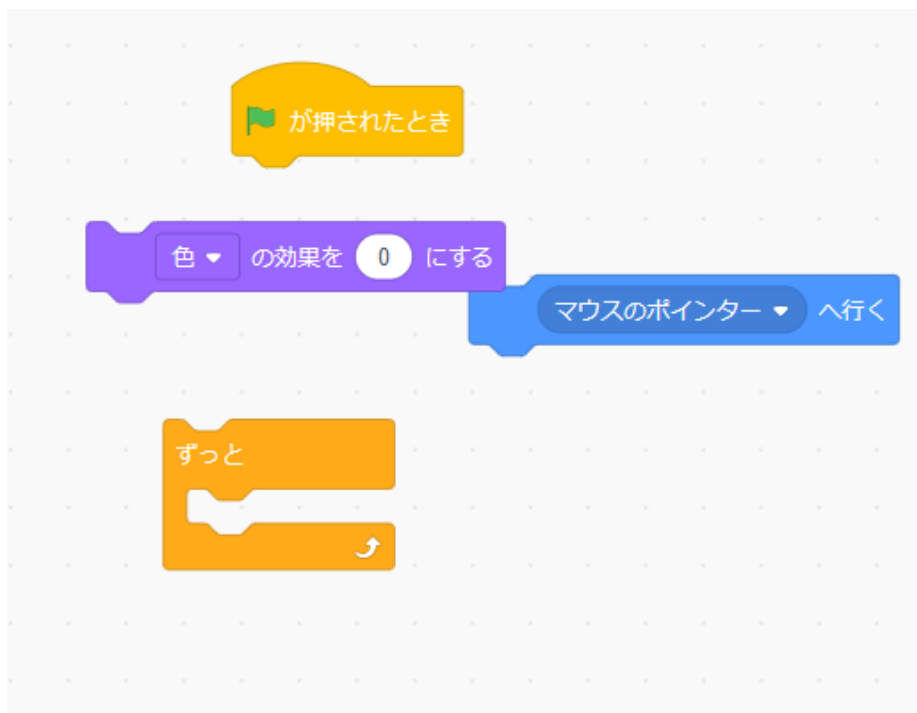 が押されたとき
色 の効果を 0 にする
マウスのポインター へ行く
ずっと